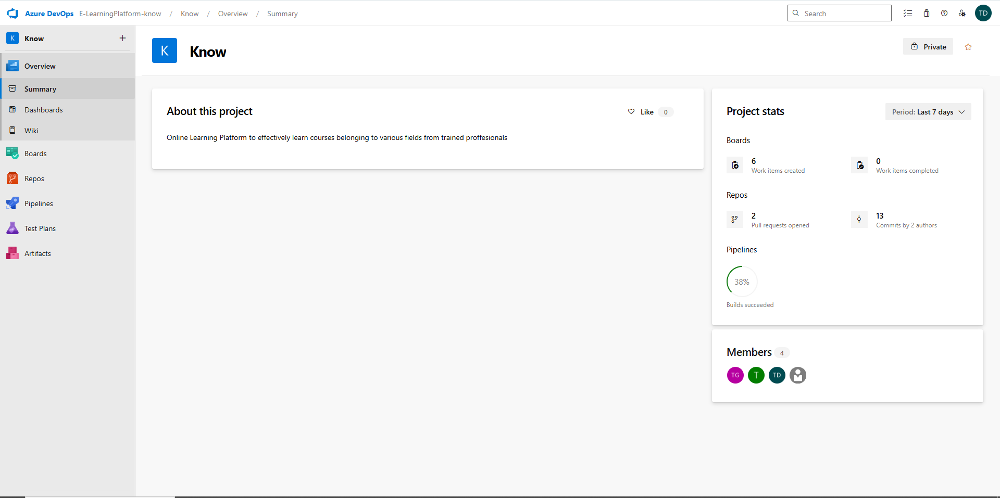 Azure DevOps E-LearningPlatform-know / Know / Overview / Summary
Search
TD
K Know +
Overview
Summary
Dashboards
Wiki
Boards
Repos
Pipelines
Test Plans
Artifacts
K Know
Private
About this project
Like 0
Online Learning Platform to effectively learn courses belonging to various fields from trained proffesionals
Project stats
Period: Last 7 days
Boards
6
Work items created
0
Work items completed
Repos
2
Pull requests opened
13
Commits by 2 authors
Pipelines
38%
Builds succeeded
Members 4
TG T TD